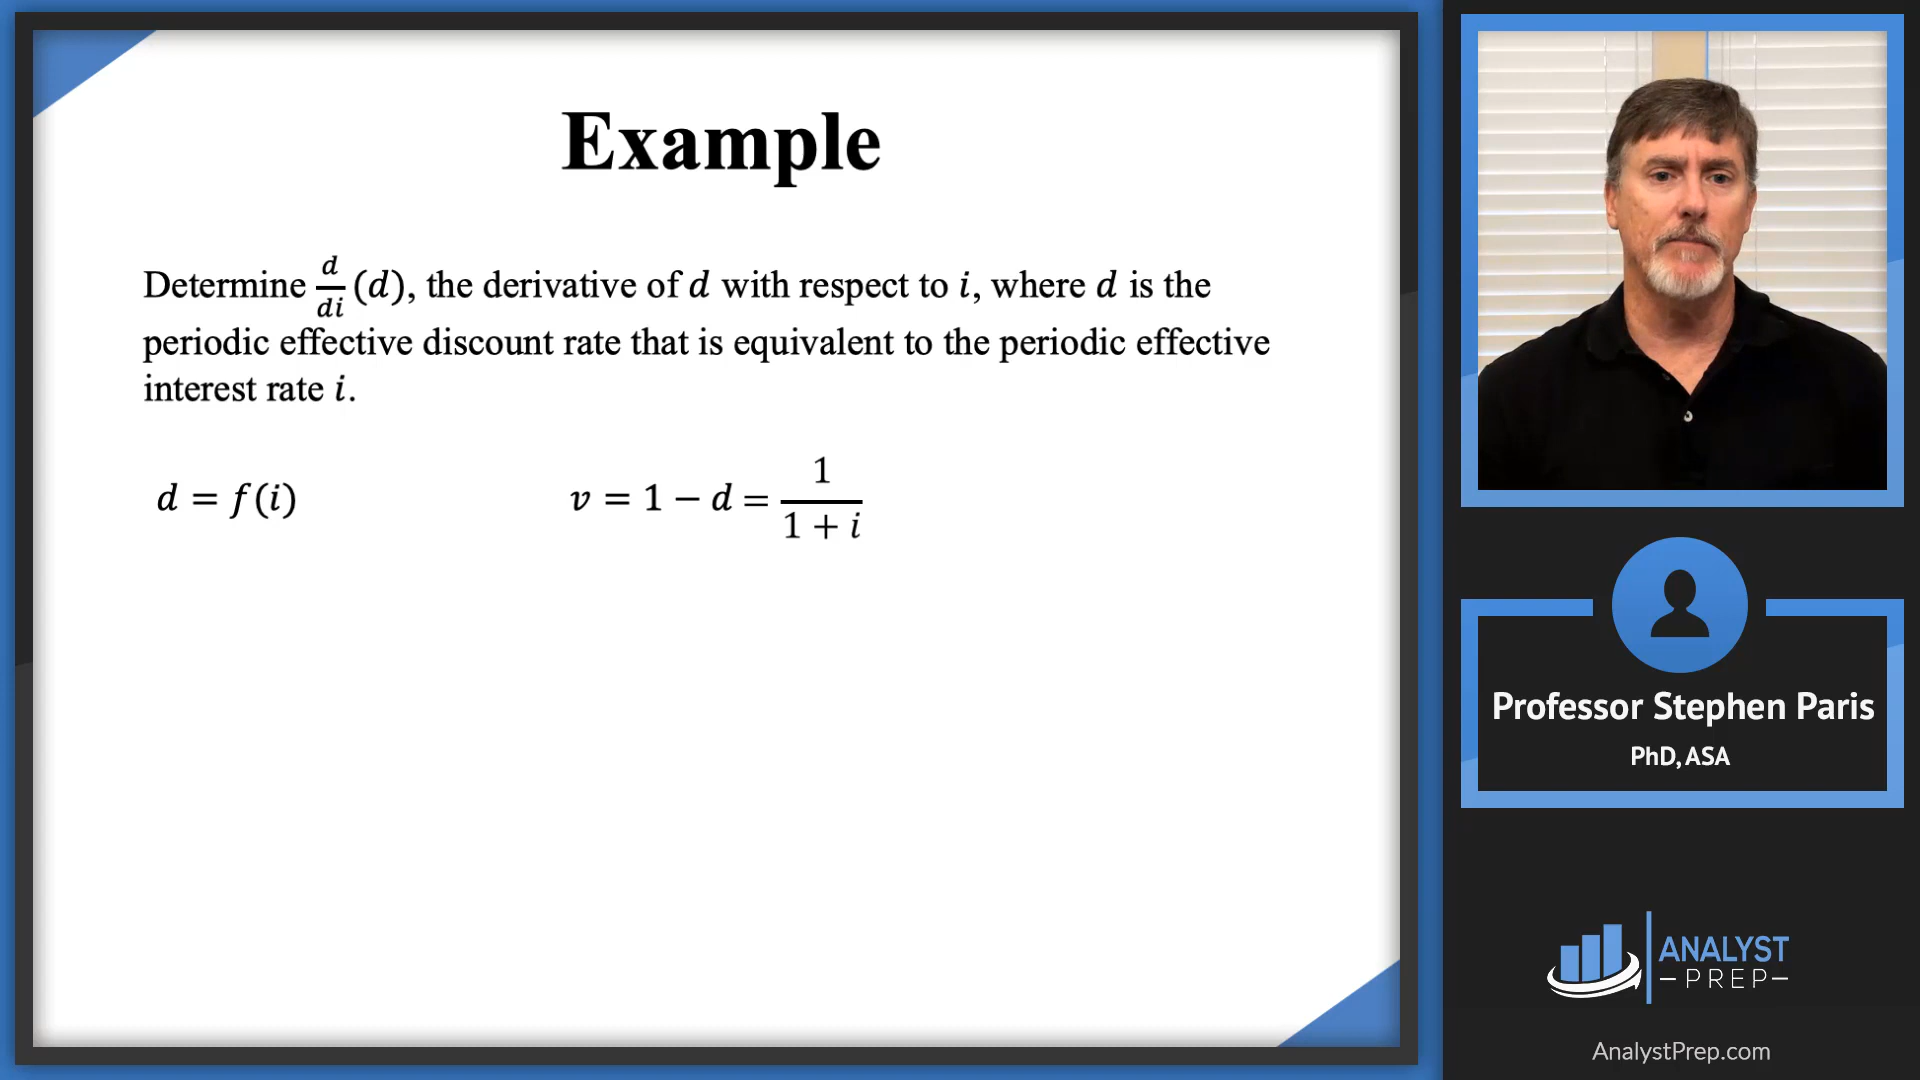 Example
Determine d/di (d), the derivative of d with respect to i, where d is the
periodic effective discount rate that is equivalent to the periodic effective
interest rate i.
d = f(i)
v = 1 − d = 1/(1 + i)
Professor Stephen Paris
PhD, ASA
ANALYST
PREP
AnalystPrep.com